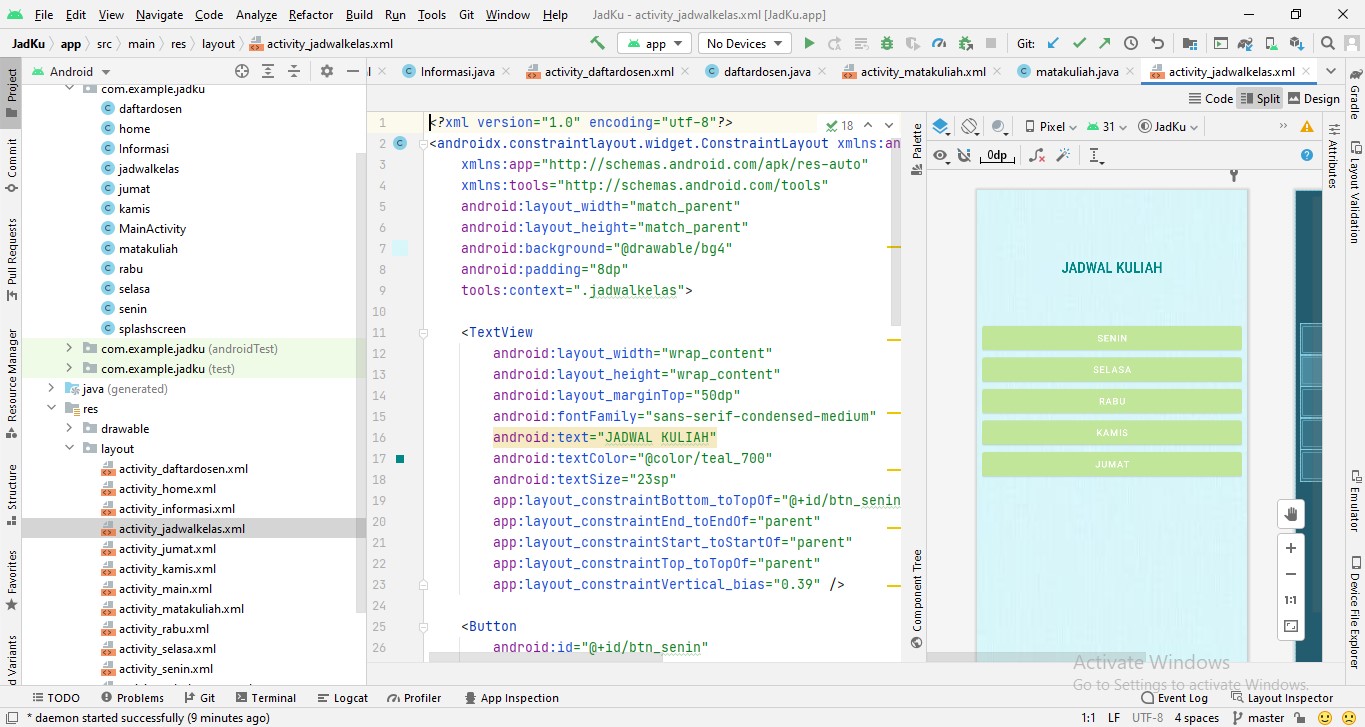 File Edit View Navigate Code Analyze Refactor Build Run Tools Git Window Help JadKu - activity_jadwalkelas.xml [JadKu.app]
JadKu app src main res layout activity_jadwalkelas.xml app No Devices Git:
Android Informasi.java activity_daftardosen.xml daftardosen.java activity_matakuliah.xml matakuliah.java activity_jadwalkelas.xml
Code Split Design
Project
Commit
Pull Requests
Resource Manager
Structure
Favorites
com.example.jadku
daftardosen
home
Informasi
jadwalkelas
jumat
kamis
MainActivity
matakuliah
rabu
selasa
senin
splashscreen
com.example.jadku (androidTest)
com.example.jadku (test)
java (generated)
res
drawable
layout
activity_daftardosen.xml
activity_home.xml
activity_informasi.xml
activity_jadwalkelas.xml
activity_jumat.xml
activity_kamis.xml
activity_main.xml
activity_matakuliah.xml
activity_rabu.xml
activity_selasa.xml
activity_senin.xml
1 <?xml version="1.0" encoding="utf-8"?> 18
2 <androidx.constraintlayout.widget.ConstraintLayout xmlns:an
3 xmlns:app="http://schemas.android.com/apk/res-auto"
4 xmlns:tools="http://schemas.android.com/tools"
5 android:layout_width="match_parent"
6 android:layout_height="match_parent"
7 android:background="@drawable/bg4"
8 android:padding="8dp"
9 tools:context=".jadwalkelas">
10
11 <TextView
12 android:layout_width="wrap_content"
13 android:layout_height="wrap_content"
14 android:layout_marginTop="50dp"
15 android:fontFamily="sans-serif-condensed-medium"
16 android:text="JADWAL KULIAH"
17 android:textColor="@color/teal_700"
18 android:textSize="23sp"
19 app:layout_constraintBottom_toTopOf="@+id/btn_senin
20 app:layout_constraintEnd_toEndOf="parent"
21 app:layout_constraintStart_toStartOf="parent"
22 app:layout_constraintTop_toTopOf="parent"
23 app:layout_constraintVertical_bias="0.39" />
24
25 <Button
26 android:id="@+id/btn_senin"
Palette
Component Tree
Pixel 31 JadKu
0dp
JADWAL KULIAH
SENIN
SELASA
RABU
KAMIS
JUMAT
1:1
Attributes
Gradle
Layout Validation
Emulator
Device File Explorer
Activate Windows
Go to Settings to activate Windows.
TODO Problems Git Terminal Logcat Profiler App Inspection Event Log Layout Inspector
* daemon started successfully (9 minutes ago) 1:1 LF UTF-8 4 spaces master